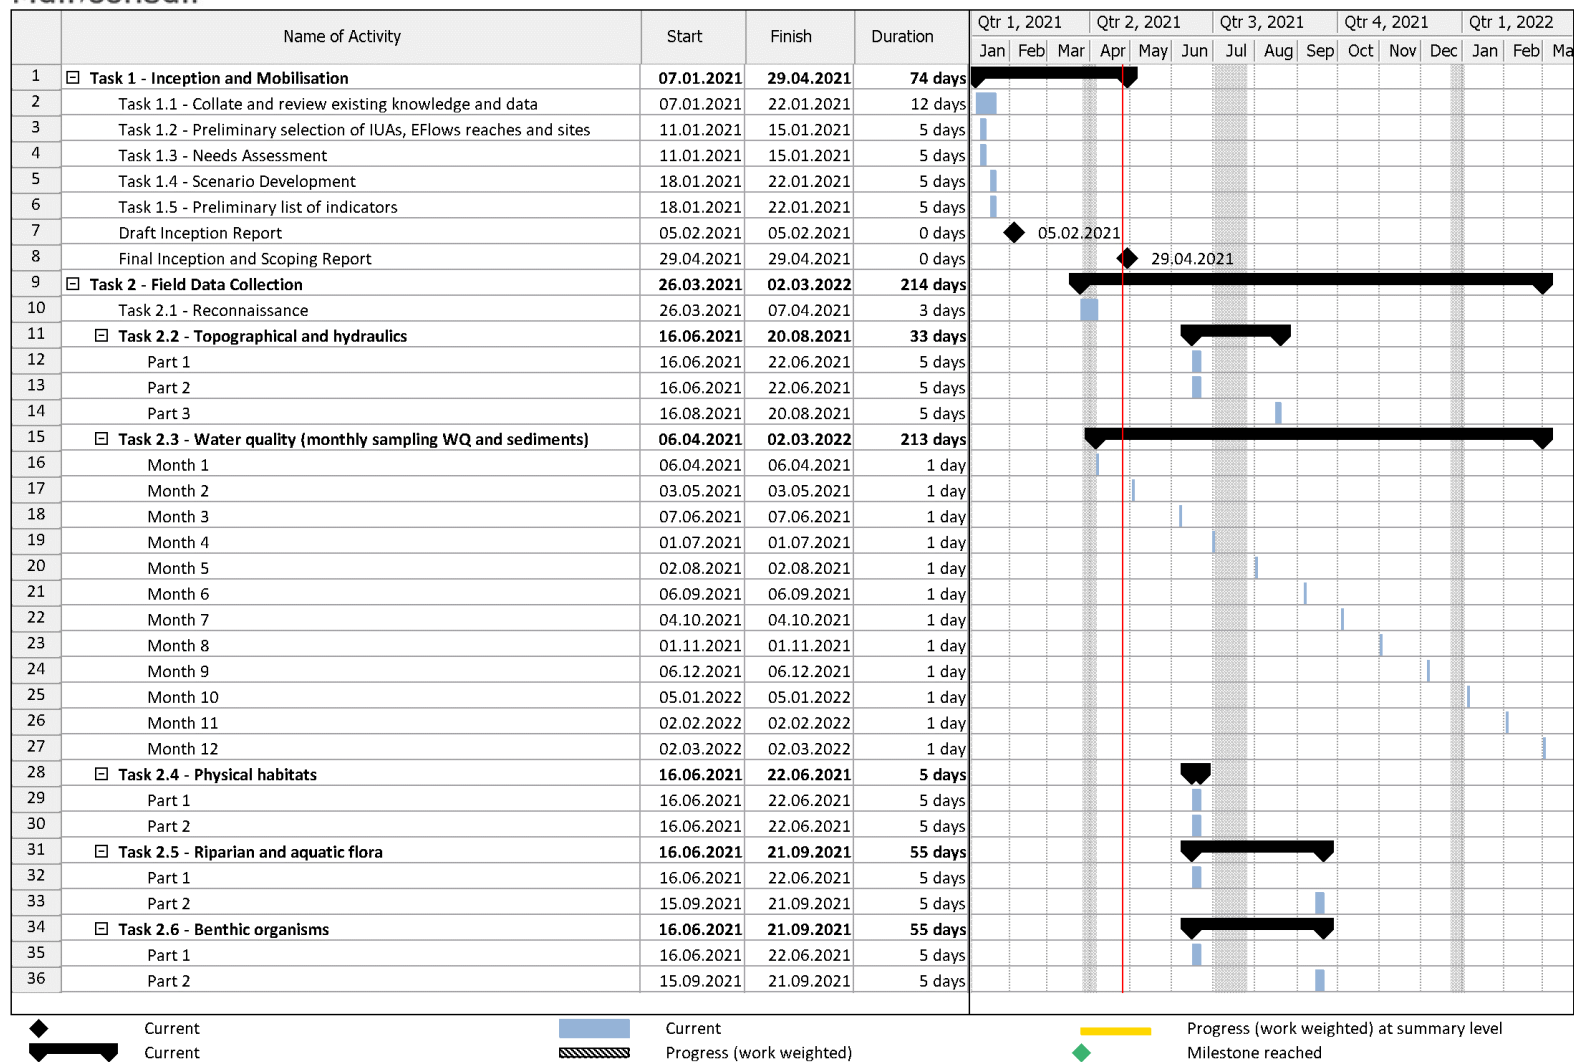 Name of Activity Start Finish Duration Qtr 1, 2021 Qtr 2, 2021 Qtr 3, 2021 Qtr 4, 2021 Qtr 1, 2022
Jan Feb Mar Apr May Jun Jul Aug Sep Oct Nov Dec Jan Feb Ma
1 Task 1 - Inception and Mobilisation 07.01.2021 29.04.2021 74 days
2 Task 1.1 - Collate and review existing knowledge and data 07.01.2021 22.01.2021 12 days
3 Task 1.2 - Preliminary selection of IUAs, EFlows reaches and sites 11.01.2021 15.01.2021 5 days
4 Task 1.3 - Needs Assessment 11.01.2021 15.01.2021 5 days
5 Task 1.4 - Scenario Development 18.01.2021 22.01.2021 5 days
6 Task 1.5 - Preliminary list of indicators 18.01.2021 22.01.2021 5 days
7 Draft Inception Report 05.02.2021 05.02.2021 0 days 05.02.2021
8 Final Inception and Scoping Report 29.04.2021 29.04.2021 0 days 29.04.2021
9 Task 2 - Field Data Collection 26.03.2021 02.03.2022 214 days
10 Task 2.1 - Reconnaissance 26.03.2021 07.04.2021 3 days
11 Task 2.2 - Topographical and hydraulics 16.06.2021 20.08.2021 33 days
12 Part 1 16.06.2021 22.06.2021 5 days
13 Part 2 16.06.2021 22.06.2021 5 days
14 Part 3 16.08.2021 20.08.2021 5 days
15 Task 2.3 - Water quality (monthly sampling WQ and sediments) 06.04.2021 02.03.2022 213 days
16 Month 1 06.04.2021 06.04.2021 1 day
17 Month 2 03.05.2021 03.05.2021 1 day
18 Month 3 07.06.2021 07.06.2021 1 day
19 Month 4 01.07.2021 01.07.2021 1 day
20 Month 5 02.08.2021 02.08.2021 1 day
21 Month 6 06.09.2021 06.09.2021 1 day
22 Month 7 04.10.2021 04.10.2021 1 day
23 Month 8 01.11.2021 01.11.2021 1 day
24 Month 9 06.12.2021 06.12.2021 1 day
25 Month 10 05.01.2022 05.01.2022 1 day
26 Month 11 02.02.2022 02.02.2022 1 day
27 Month 12 02.03.2022 02.03.2022 1 day
28 Task 2.4 - Physical habitats 16.06.2021 22.06.2021 5 days
29 Part 1 16.06.2021 22.06.2021 5 days
30 Part 2 16.06.2021 22.06.2021 5 days
31 Task 2.5 - Riparian and aquatic flora 16.06.2021 21.09.2021 55 days
32 Part 1 16.06.2021 22.06.2021 5 days
33 Part 2 15.09.2021 21.09.2021 5 days
34 Task 2.6 - Benthic organisms 16.06.2021 21.09.2021 55 days
35 Part 1 16.06.2021 22.06.2021 5 days
36 Part 2 15.09.2021 21.09.2021 5 days
Current Current Progress (work weighted) at summary level
Current Progress (work weighted) Milestone reached